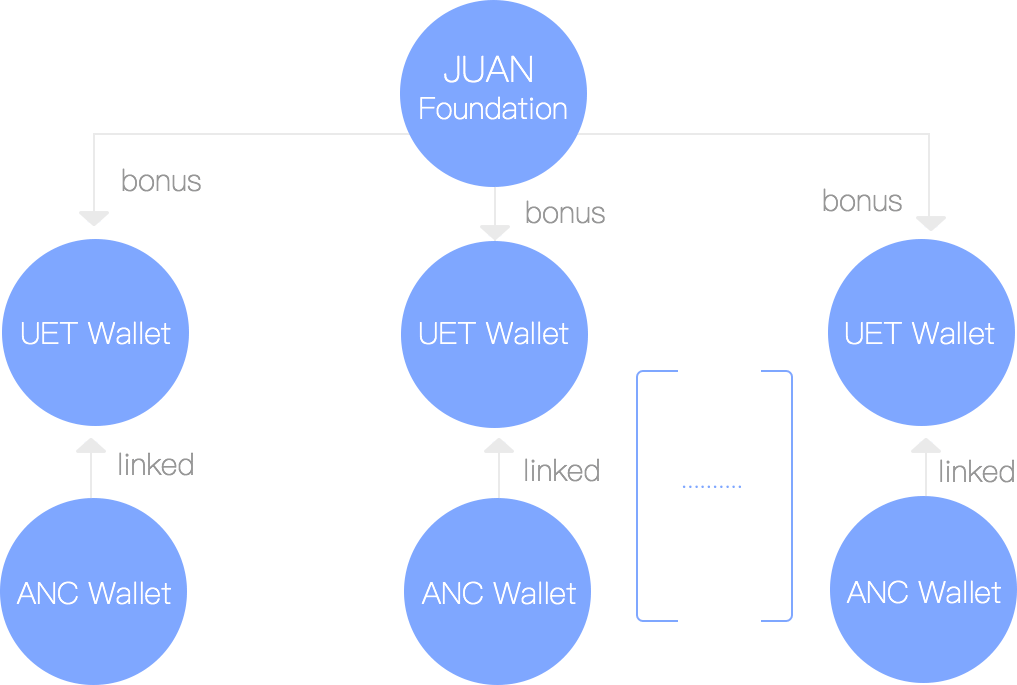 JUAN
Foundation
bonus
bonus
bonus
UET Wallet
UET Wallet
UET Wallet
linked
linked
linked
..........
ANC Wallet
ANC Wallet
ANC Wallet